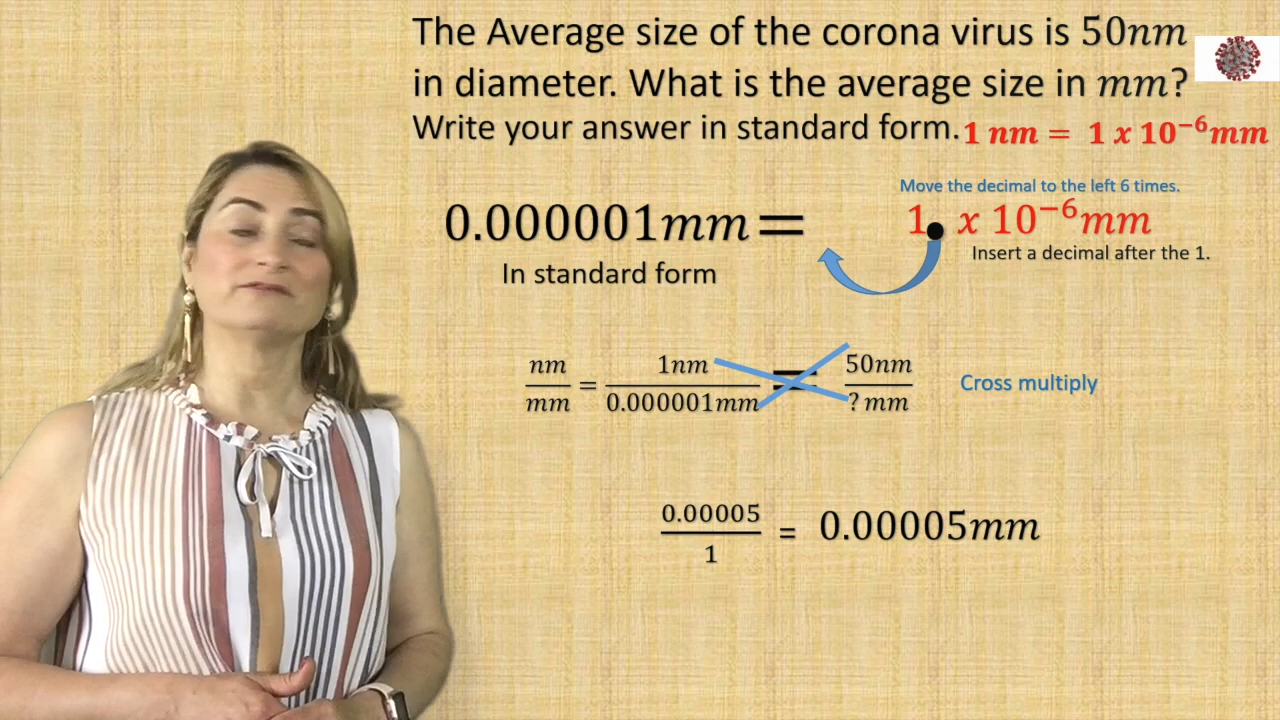 The Average size of the corona virus is 50nm
in diameter. What is the average size in mm?
Write your answer in standard form. 1 nm = 1 x 10⁻⁶mm
Move the decimal to the left 6 times.
0.000001mm = 1. x 10⁻⁶mm
Insert a decimal after the 1.
In standard form
nm/mm = 1nm/0.000001mm = 50nm/? mm Cross multiply
0.00005/1 = 0.00005mm